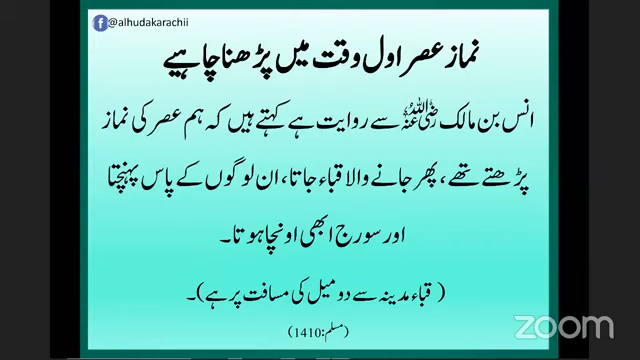 @alhudakarachii
نماز عصر اول وقت میں پڑھنا چاہیے
انس بن مالک رضی اللہ عنہ سے روایت ہے کہتے ہیں کہ ہم عصر کی نماز
پڑھتے تھے، پھر جانے والا قباء جاتا، ان لوگوں کے پاس پہنچتا
اور سورج ابھی اونچا ہوتا۔
(قباء مدینہ سے دو میل کی مسافت پر ہے)۔
(مسلم:1410)
zoom